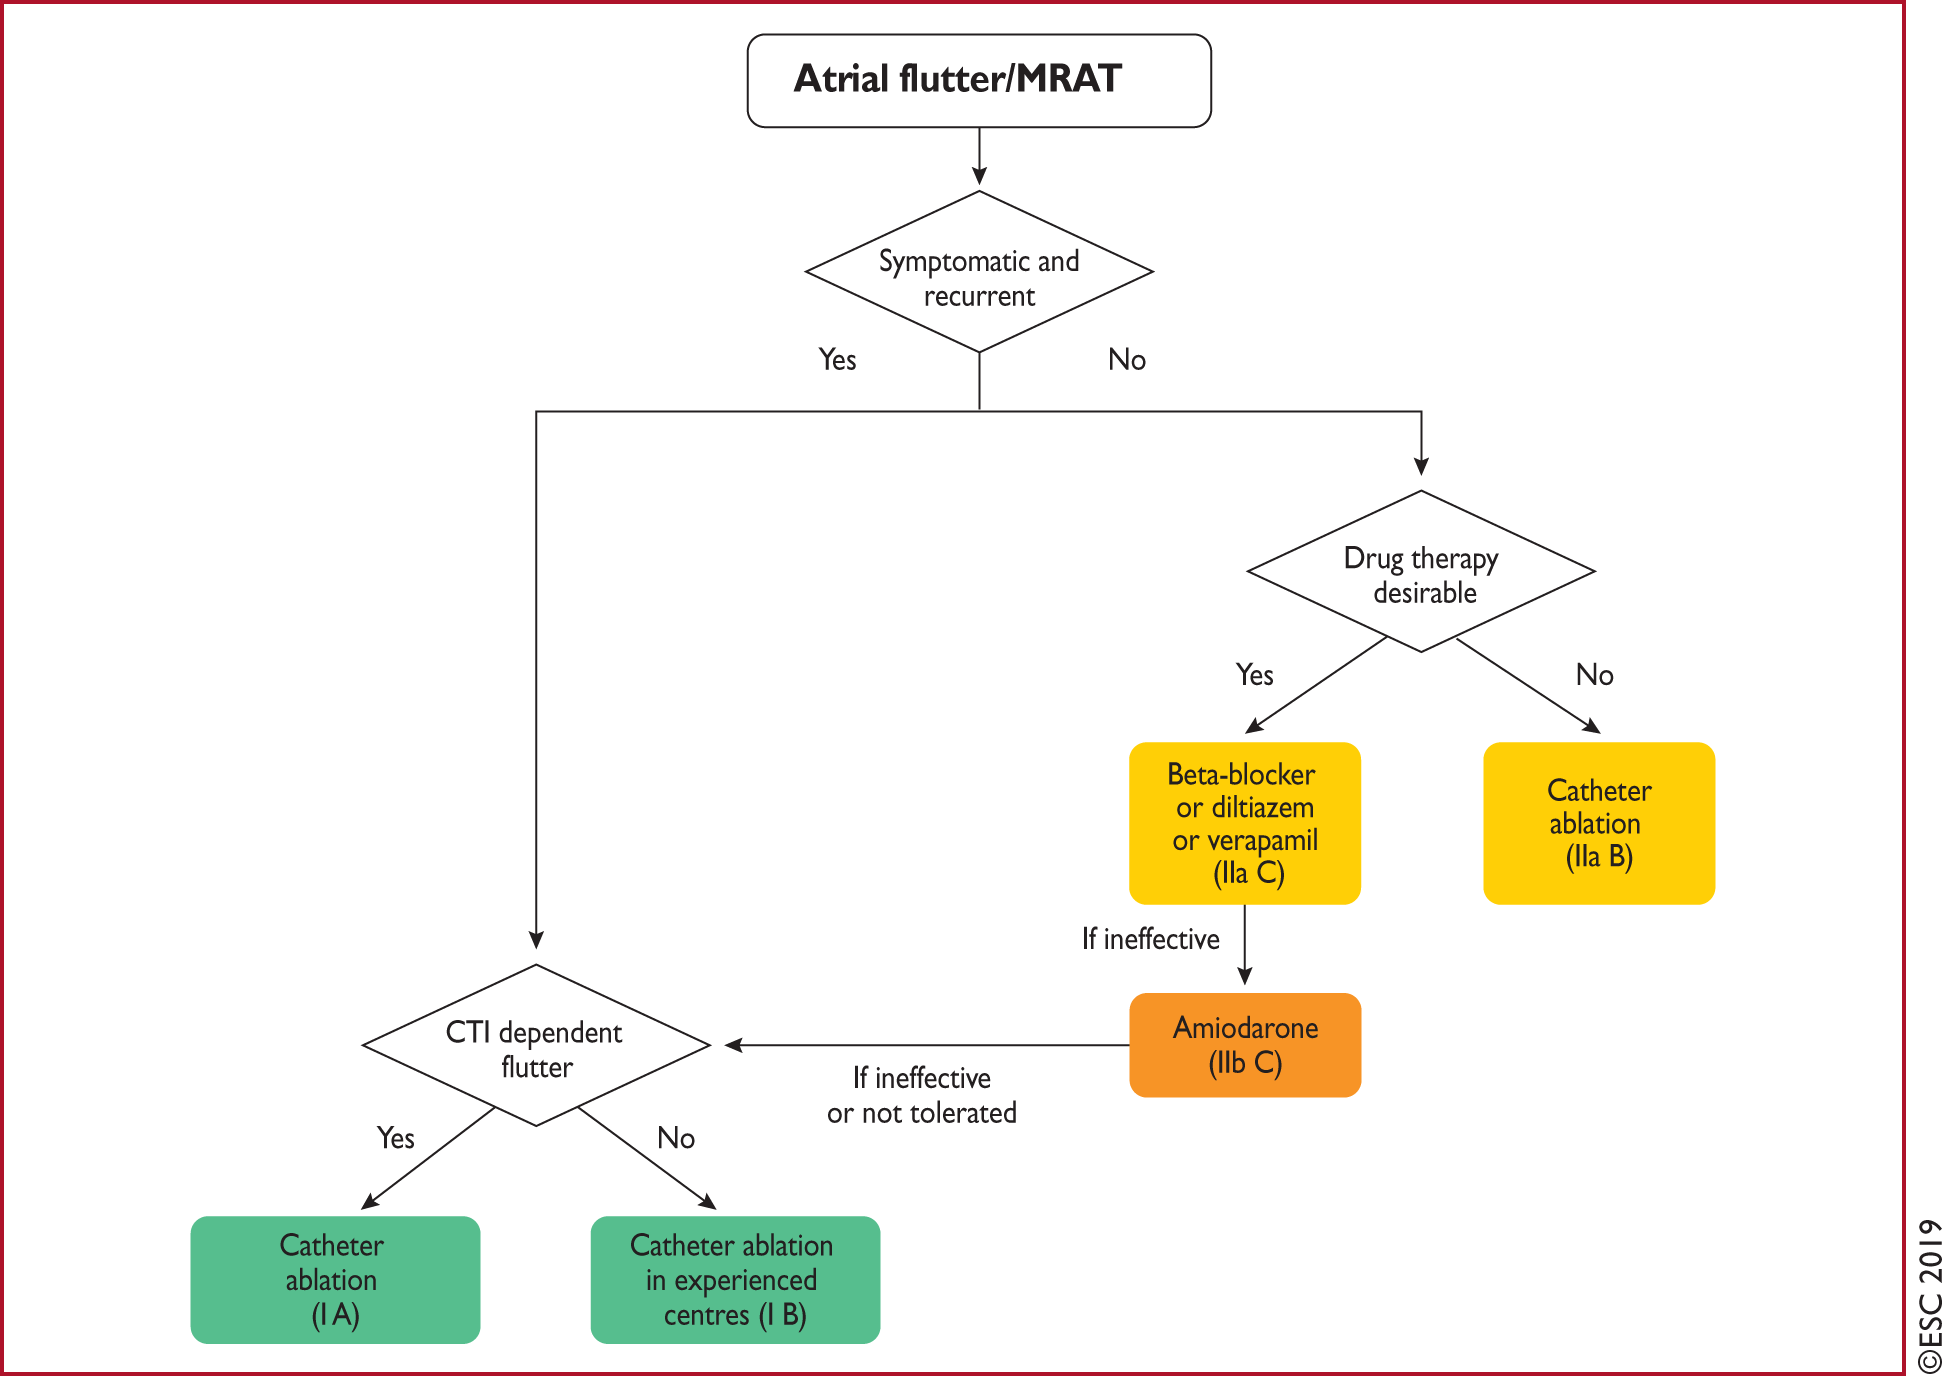 Atrial flutter/MRAT
Symptomatic and
recurrent
Yes
No
Drug therapy
desirable
Yes
No
Beta-blocker
or diltiazem
or verapamil
(IIa C)
Catheter
ablation
(IIa B)
If ineffective
Amiodarone
(IIb C)
If ineffective
or not tolerated
CTI dependent
flutter
Yes
No
Catheter
ablation
(I A)
Catheter ablation
in experienced
centres (I B)
©ESC 2019